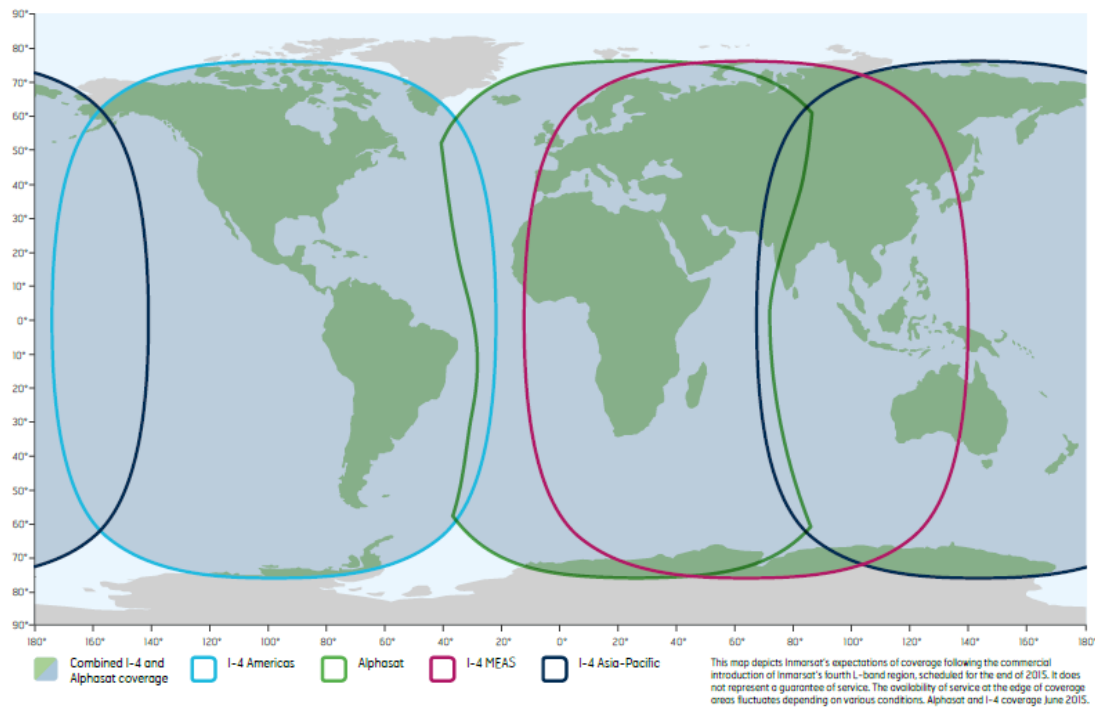 90°
80°
70°
60°
50°
40°
30°
20°
10°
0°
10°
20°
30°
40°
50°
60°
70°
80°
90°
180° 160° 140° 120° 100° 80° 60° 40° 20° 0° 20° 40° 60° 80° 100° 120° 140° 160° 180°
Combined I-4 and
Alphasat coverage
I-4 Americas
Alphasat
I-4 MEAS
I-4 Asia-Pacific
This map depicts Inmarsat's expectations of coverage following the commercial
introduction of Inmarsat's fourth L-band region, scheduled for the end of 2015. It does
not represent a guarantee of service. The availability of service at the edge of coverage
areas fluctuates depending on various conditions. Alphasat and I-4 coverage June 2015.